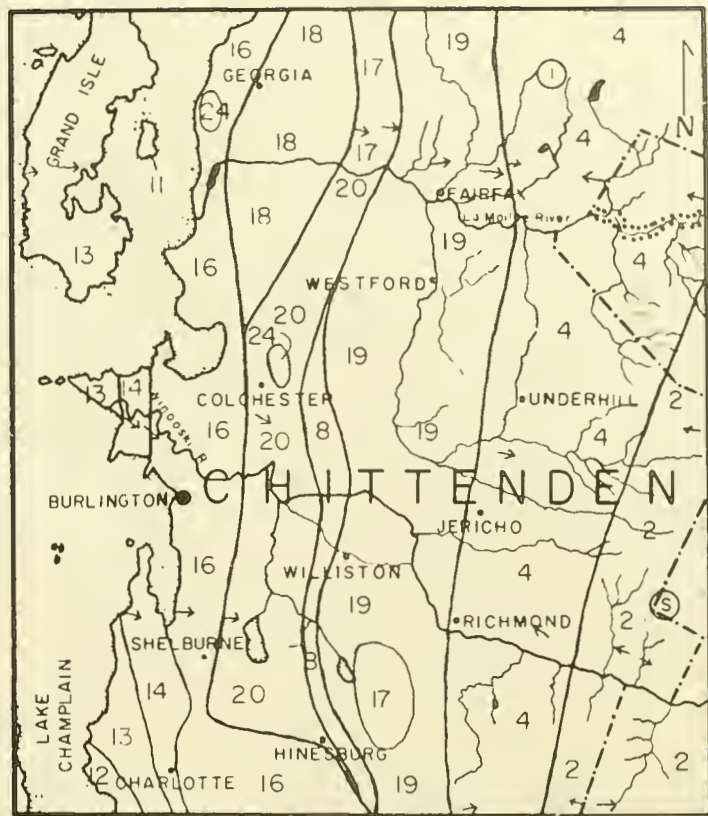 18
4
16
19
GEORGIA
17
1
GRAND ISLE
24
4
N
11
18
17
20
FAIRFAX
La Moille River
13
18
19
4
16
WESTFORD
20
4
24
19
13
14
COLCHESTER
UNDERHILL
2
Winooski R.
16
20
8
19
4
CHITTENDEN
BURLINGTON
JERICHO
2
16
WILLISTON
4
19
S
RICHMOND
2
SHELBURNE
8
14
20
17
LAKE CHAMPLAIN
13
4
2
2
HINESBURG
12
CHARLOTTE
16
19